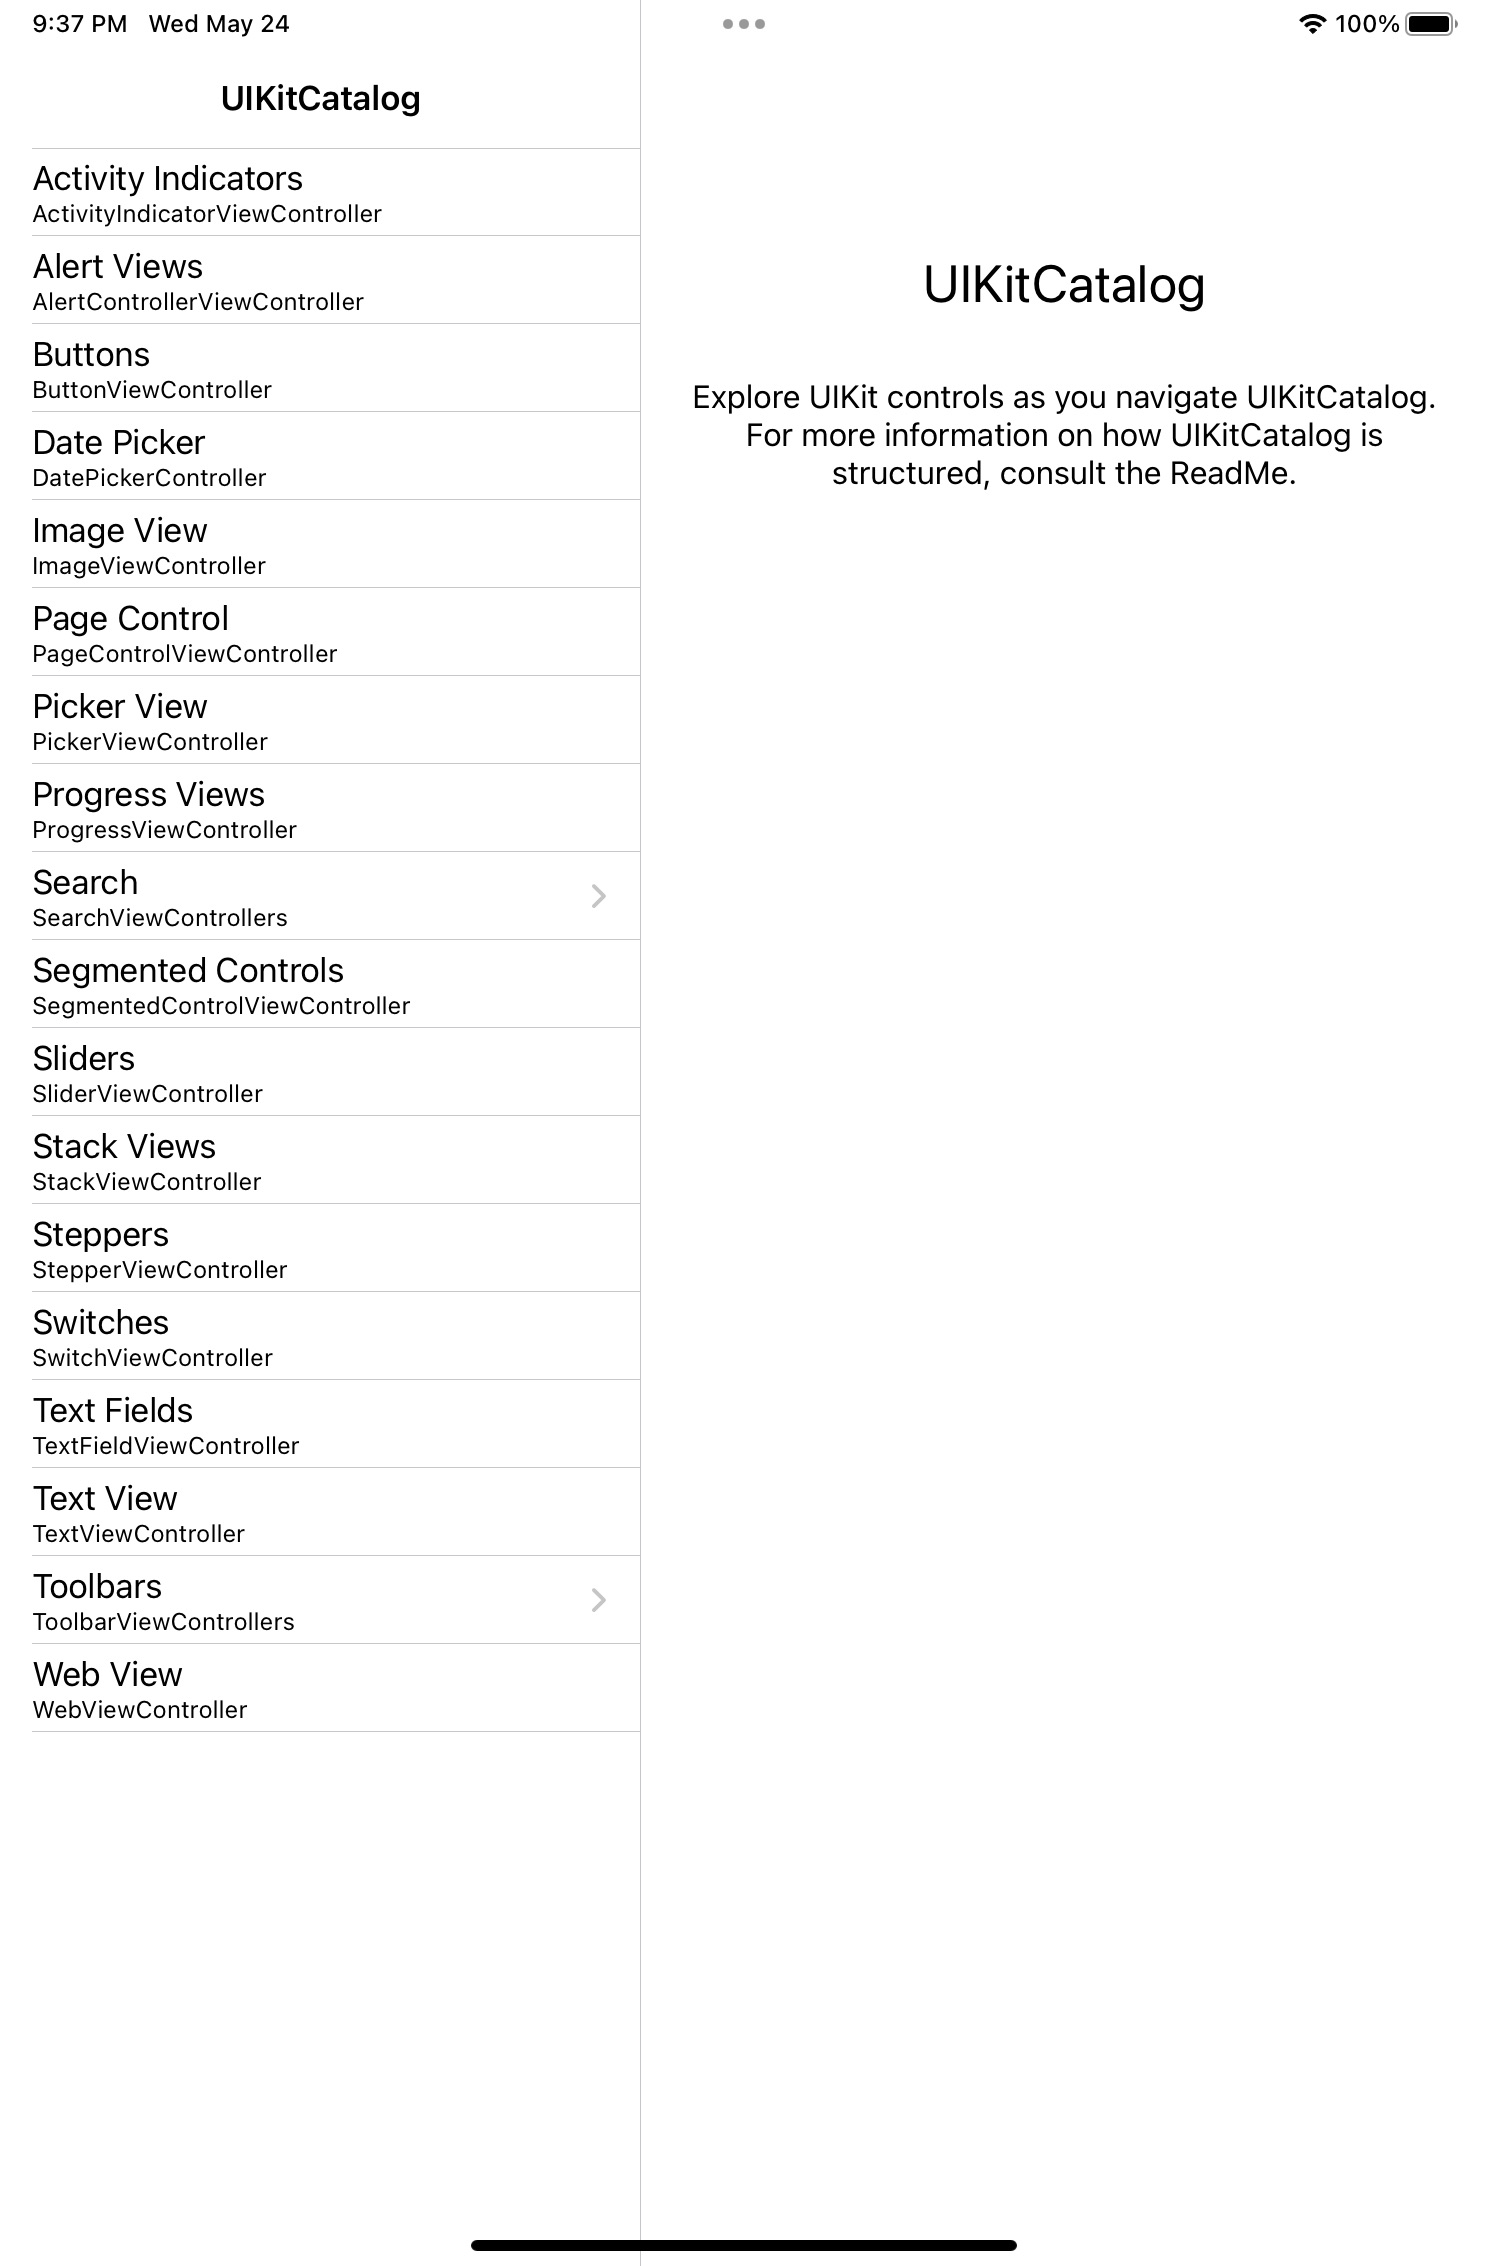 9:37 PM Wed May 24
100%
UIKitCatalog
Activity Indicators
ActivityIndicatorViewController
Alert Views
AlertControllerViewController
Buttons
ButtonViewController
Date Picker
DatePickerController
Image View
ImageViewController
Page Control
PageControlViewController
Picker View
PickerViewController
Progress Views
ProgressViewController
Search
SearchViewControllers
Segmented Controls
SegmentedControlViewController
Sliders
SliderViewController
Stack Views
StackViewController
Steppers
StepperViewController
Switches
SwitchViewController
Text Fields
TextFieldViewController
Text View
TextViewController
Toolbars
ToolbarViewControllers
Web View
WebViewController
UIKitCatalog
Explore UIKit controls as you navigate UIKitCatalog.
For more information on how UIKitCatalog is
structured, consult the ReadMe.